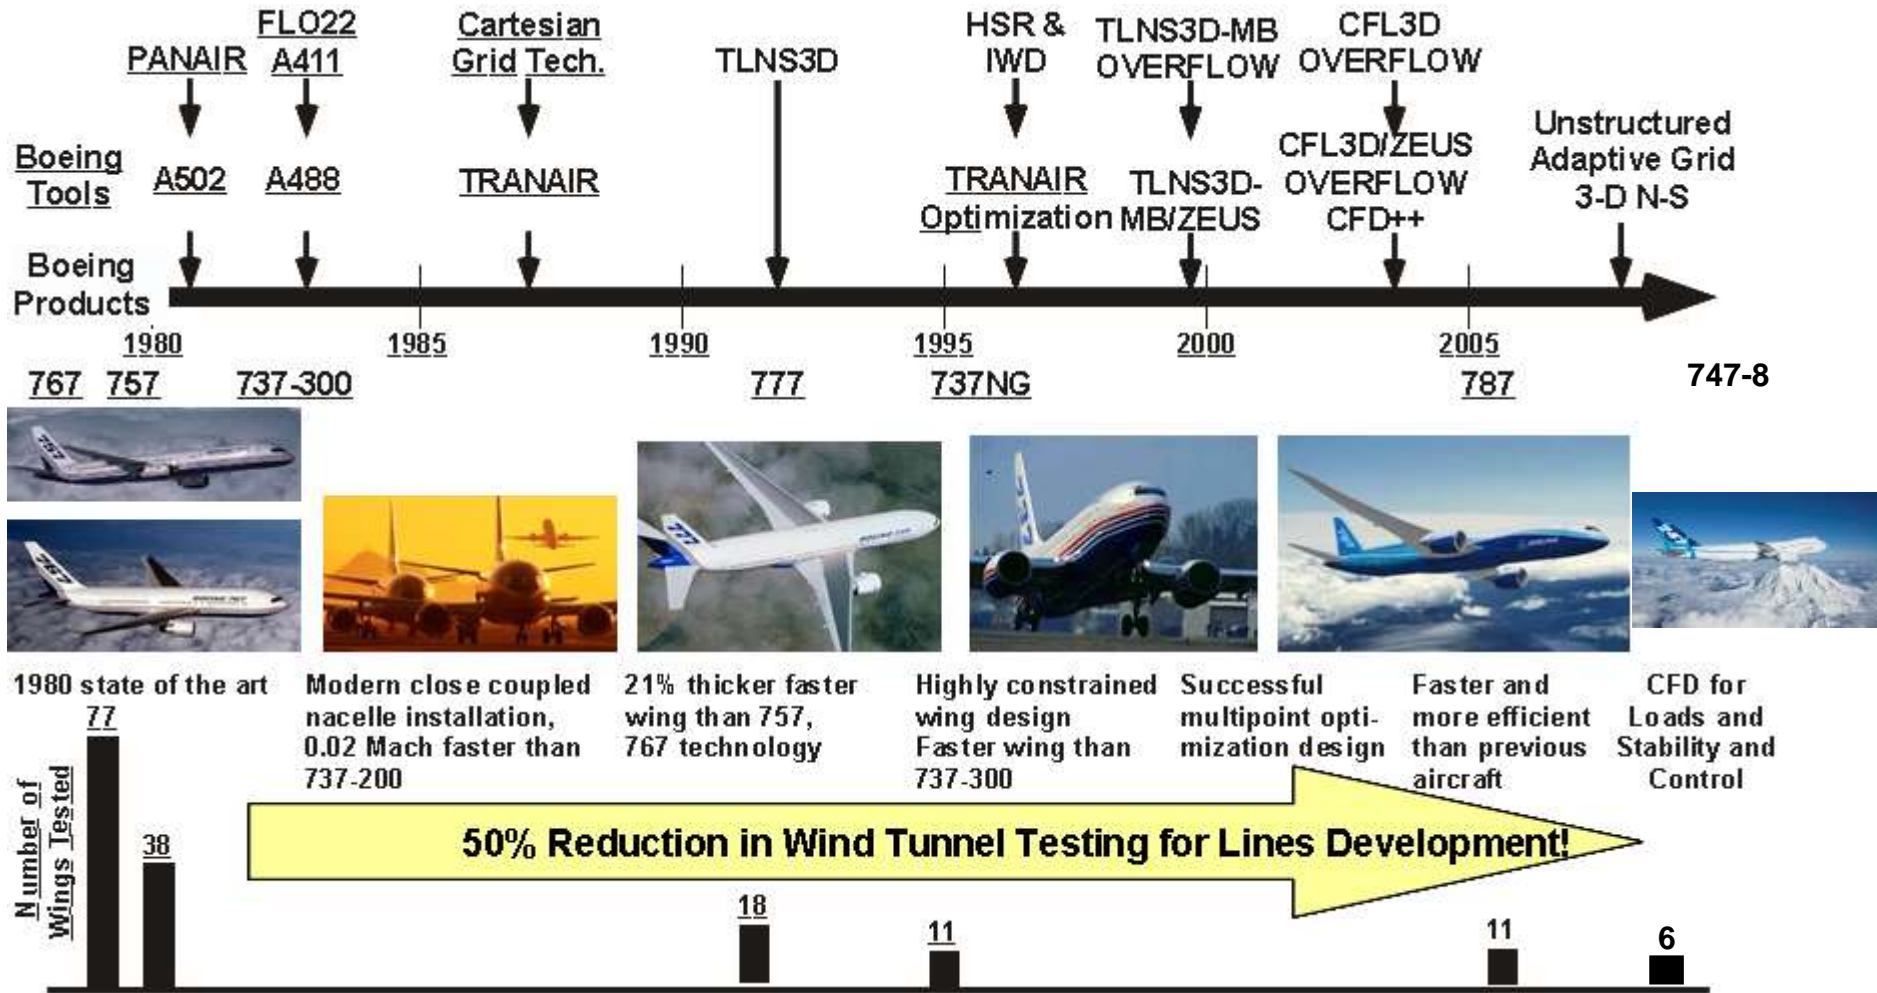 PANAIR
FLO22
A411
Cartesian
Grid Tech.
TLNS3D
HSR &
IWD
TLNS3D-MB
OVERFLOW
CFL3D
OVERFLOW
Boeing
Tools
A502
A488
TRANAIR
TRANAIR
Optimization
TLNS3D-
MB/ZEUS
CFL3D/ZEUS
OVERFLOW
CFD++
Unstructured
Adaptive Grid
3-D N-S
Boeing
Products
1980
1985
1990
1995
2000
2005
767
757
737-300
777
737NG
787
747-8
757
767
BOEING 767
777
1980 state of the art
Modern close coupled
nacelle installation,
0.02 Mach faster than
737-200
21% thicker faster
wing than 757,
767 technology
Highly constrained
wing design
Faster wing than
737-300
Successful
multipoint opti-
mization design
Faster and
more efficient
than previous
aircraft
CFD for
Loads and
Stability and
Control
Number of
Wings Tested
77
38
50% Reduction in Wind Tunnel Testing for Lines Development!
18
11
11
6